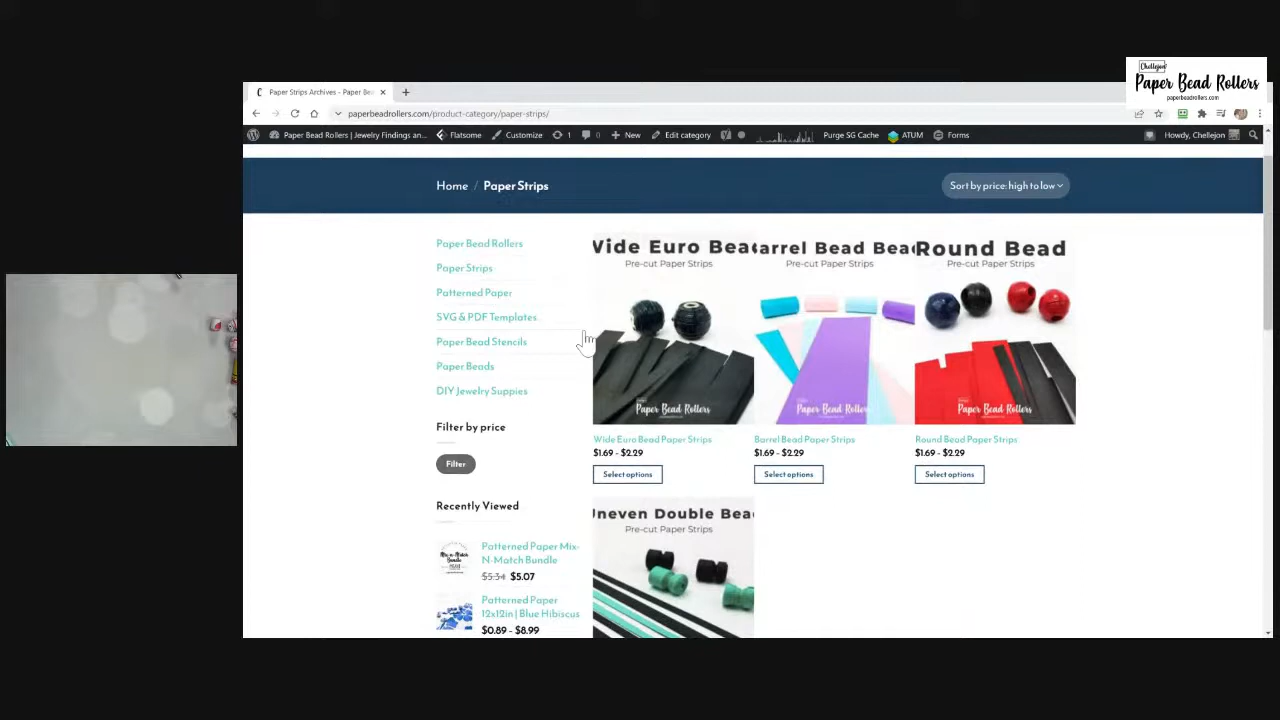 Chellejon
Paper Bead Rollers
paperbeadrollers.com
Paper Strips Archives - Paper Be
paperbeadrollers.com/product-category/paper-strips/
Paper Bead Rollers | Jewelry Findings an... Flatsome Customize 1 0 New Edit category Purge SG Cache ATUM Forms Howdy, Chellejon
Home / Paper Strips
Sort by price: high to low
Paper Bead Rollers
Paper Strips
Patterned Paper
SVG & PDF Templates
Paper Bead Stencils
Paper Beads
DIY Jewelry Suppies
Filter by price
Filter
Recently Viewed
Patterned Paper Mix-
N-Match Bundle
$5.34 $5.07
Patterned Paper
12x12in | Blue Hibiscus
$0.89 - $8.99
Wide Euro Bea
Pre-cut Paper Strips
Paper Bead Rollers
Wide Euro Bead Paper Strips
$1.69 - $2.29
Select options
arrel Bead Bea
Pre-cut Paper Strips
Paper Bead Rollers
Barrel Bead Paper Strips
$1.69 - $2.29
Select options
Round Bead
Pre-cut Paper Strips
Paper Bead Rollers
Round Bead Paper Strips
$1.69 - $2.29
Select options
Uneven Double Bea
Pre-cut Paper Strips